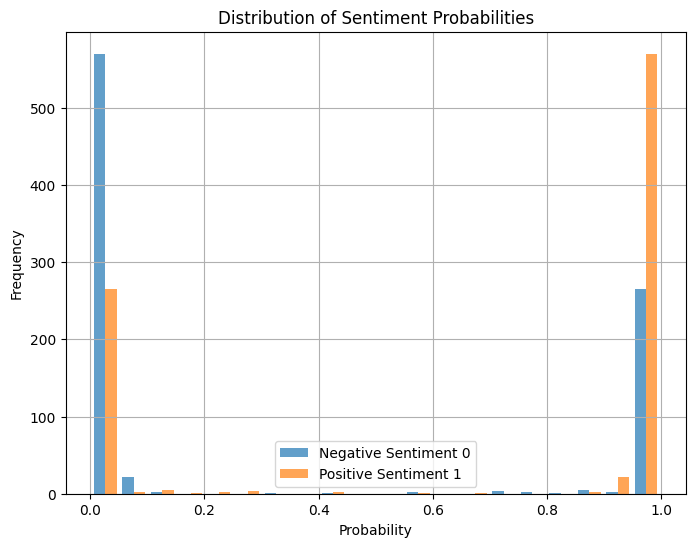 Distribution of Sentiment Probabilities
Frequency
500
400
300
200
100
0
Negative Sentiment 0
Positive Sentiment 1
0.0 0.2 0.4 0.6 0.8 1.0
Probability